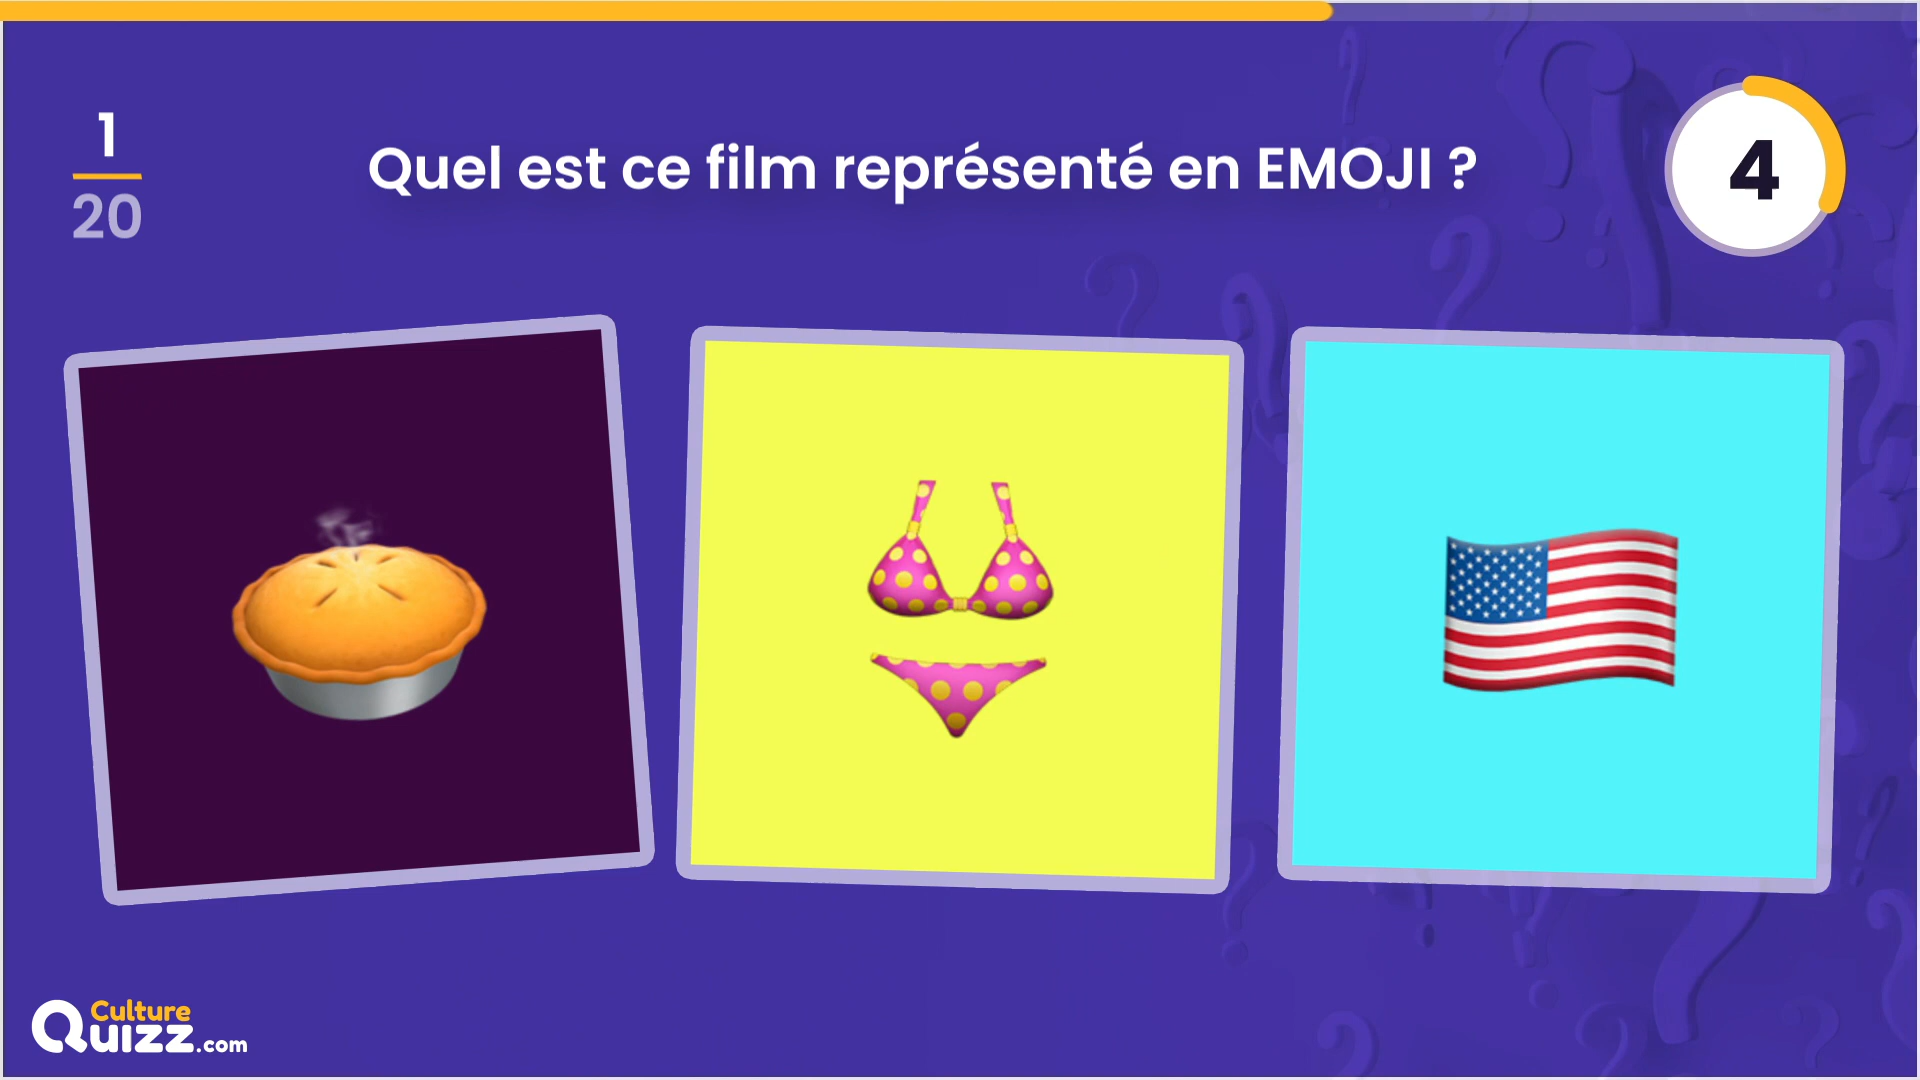 1
20
Quel est ce film représenté en EMOJI ?
4
Culture
Quizz.com